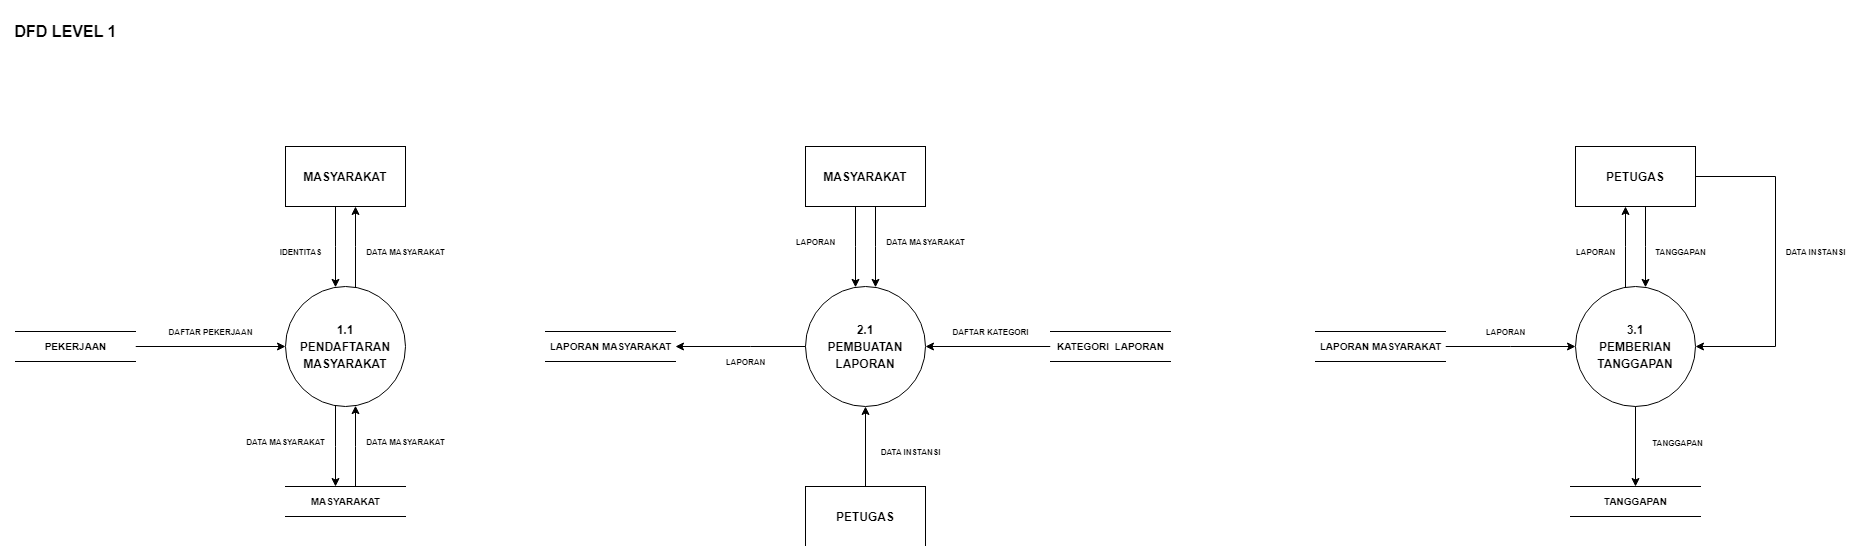 DFD LEVEL 1
MASYARAKAT
IDENTITAS
DATA MASYARAKAT
PEKERJAAN
DAFTAR PEKERJAAN
1.1
PENDAFTARAN
MASYARAKAT
DATA MASYARAKAT
DATA MASYARAKAT
MASYARAKAT
MASYARAKAT
LAPORAN
DATA MASYARAKAT
LAPORAN MASYARAKAT
LAPORAN
2.1
PEMBUATAN
LAPORAN
DAFTAR KATEGORI
KATEGORI LAPORAN
DATA INSTANSI
PETUGAS
PETUGAS
LAPORAN
TANGGAPAN
DATA INSTANSI
LAPORAN MASYARAKAT
LAPORAN
3.1
PEMBERIAN
TANGGAPAN
TANGGAPAN
TANGGAPAN